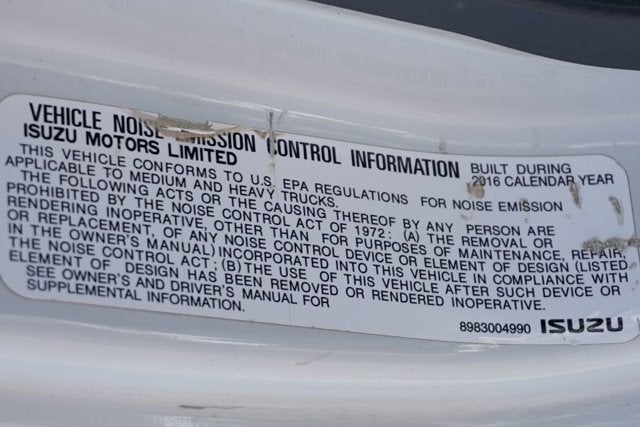 VEHICLE NOISE EMISSION CONTROL INFORMATION BUILT DURING
ISUZU MOTORS LIMITED 2016 CALENDAR YEAR
THIS VEHICLE CONFORMS TO U.S. EPA REGULATIONS FOR NOISE EMISSION
APPLICABLE TO MEDIUM AND HEAVY TRUCKS.
THE FOLLOWING ACTS OR THE CAUSING THEREOF BY ANY PERSON ARE
PROHIBITED BY THE NOISE CONTROL ACT OF 1972: (A) THE REMOVAL OR
RENDERING INOPERATIVE, OTHER THAN FOR PURPOSES OF MAINTENANCE, REPAIR,
OR REPLACEMENT, OF ANY NOISE CONTROL DEVICE OR ELEMENT OF DESIGN (LISTED
IN THE OWNER'S MANUAL) INCORPORATED INTO THIS VEHICLE IN COMPLIANCE WITH
THE NOISE CONTROL ACT; (B) THE USE OF THIS VEHICLE AFTER SUCH DEVICE OR
ELEMENT OF DESIGN HAS BEEN REMOVED OR RENDERED INOPERATIVE.
SEE OWNER'S AND DRIVER'S MANUAL FOR
SUPPLEMENTAL INFORMATION.
8983004990 ISUZU